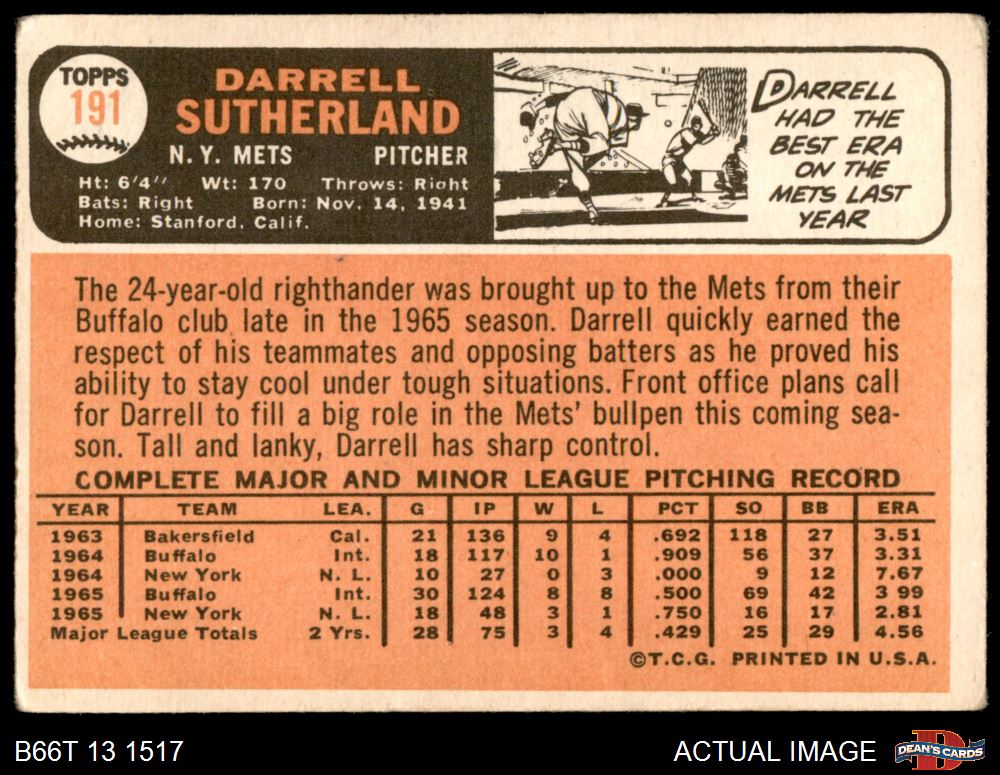 TOPPS
191
DARRELL
SUTHERLAND
N. Y. METS PITCHER
Ht: 6'4" Wt: 170 Throws: Right
Bats: Right Born: Nov. 14, 1941
Home: Stanford, Calif.
DARRELL
HAD THE
BEST ERA
ON THE
METS LAST
YEAR
The 24-year-old righthander was brought up to the Mets from their
Buffalo club late in the 1965 season. Darrell quickly earned the
respect of his teammates and opposing batters as he proved his
ability to stay cool under tough situations. Front office plans call
for Darrell to fill a big role in the Mets' bullpen this coming sea-
son. Tall and lanky, Darrell has sharp control.
COMPLETE MAJOR AND MINOR LEAGUE PITCHING RECORD
YEAR TEAM LEA. G IP W L PCT SO BB ERA
1963 Bakersfield Cal. 21 136 9 4 .692 118 27 3.51
1964 Buffalo Int. 18 117 10 1 .909 56 37 3.31
1964 New York N. L. 10 27 0 3 .000 9 12 7.67
1965 Buffalo Int. 30 124 8 8 .500 69 42 3 99
1965 New York N. L. 18 48 3 1 .750 16 17 2.81
Major League Totals 2 Yrs. 28 75 3 4 .429 25 29 4.56
©T.C.G. PRINTED IN U.S.A.
B66T 13 1517 ACTUAL IMAGE DEAN'S CARDS